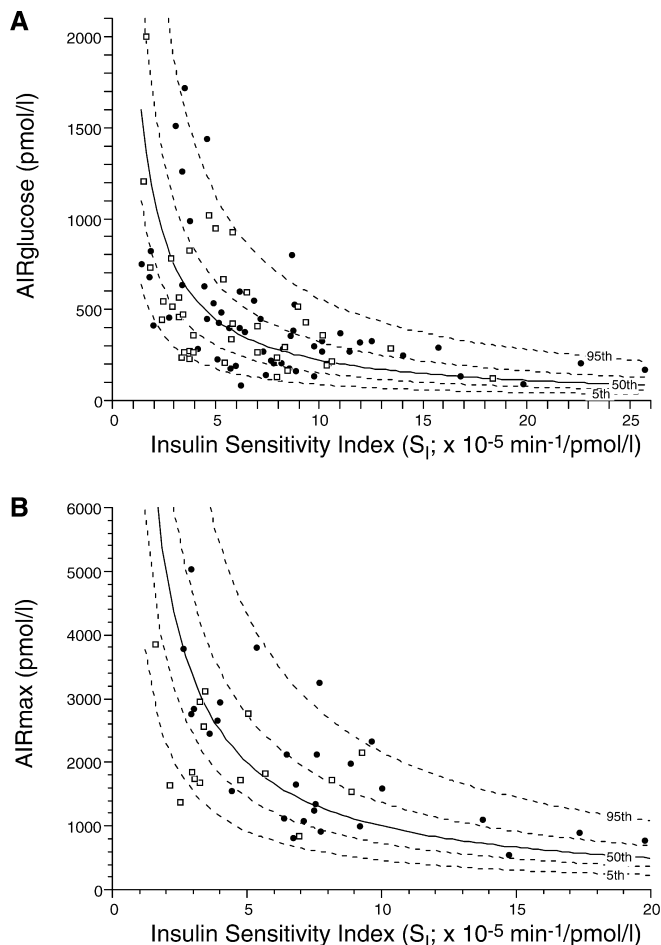 A
2000
1500
1000
500
0
AIRglucose (pmol/l)
95th
50th
5th
0 5 10 15 20 25
Insulin Sensitivity Index (SI; x 10-5 min-1/pmol/l)
B
6000
5000
4000
3000
2000
1000
0
AIRmax (pmol/l)
95th
50th
5th
0 5 10 15 20
Insulin Sensitivity Index (SI; x 10-5 min-1/pmol/l)